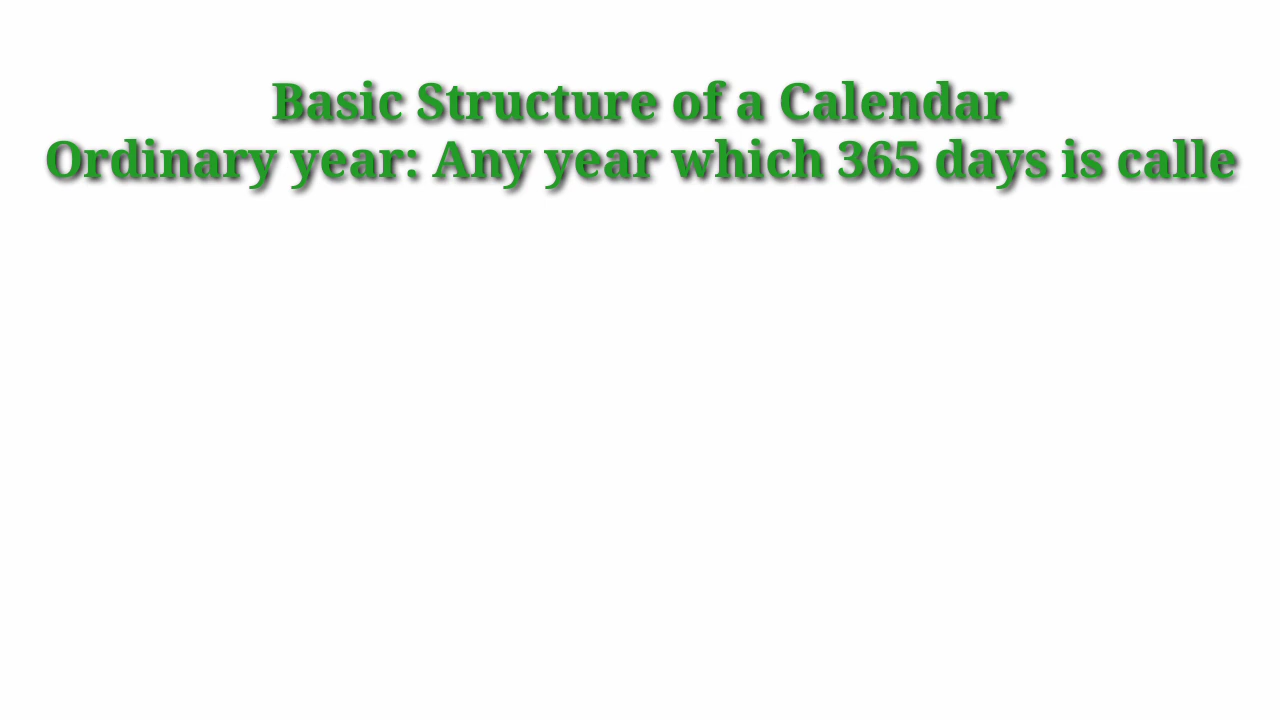 Basic Structure of a Calendar
Ordinary year: Any year which 365 days is calle